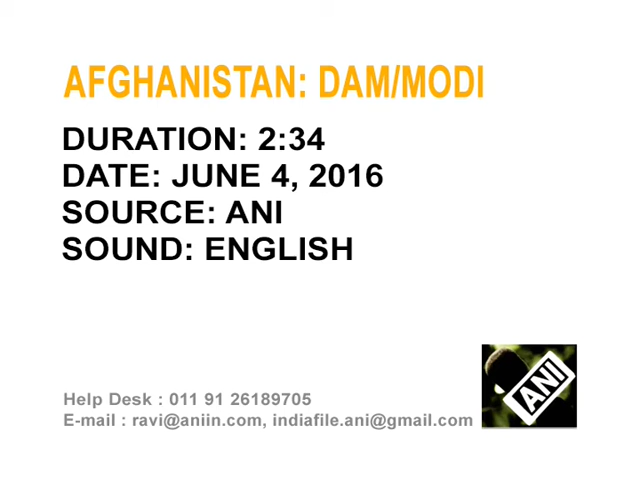 AFGHANISTAN: DAM/MODI
DURATION: 2:34
DATE: JUNE 4, 2016
SOURCE: ANI
SOUND: ENGLISH
ANI
Help Desk : 011 91 26189705
E-mail : ravi@aniin.com, indiafile.ani@gmail.com